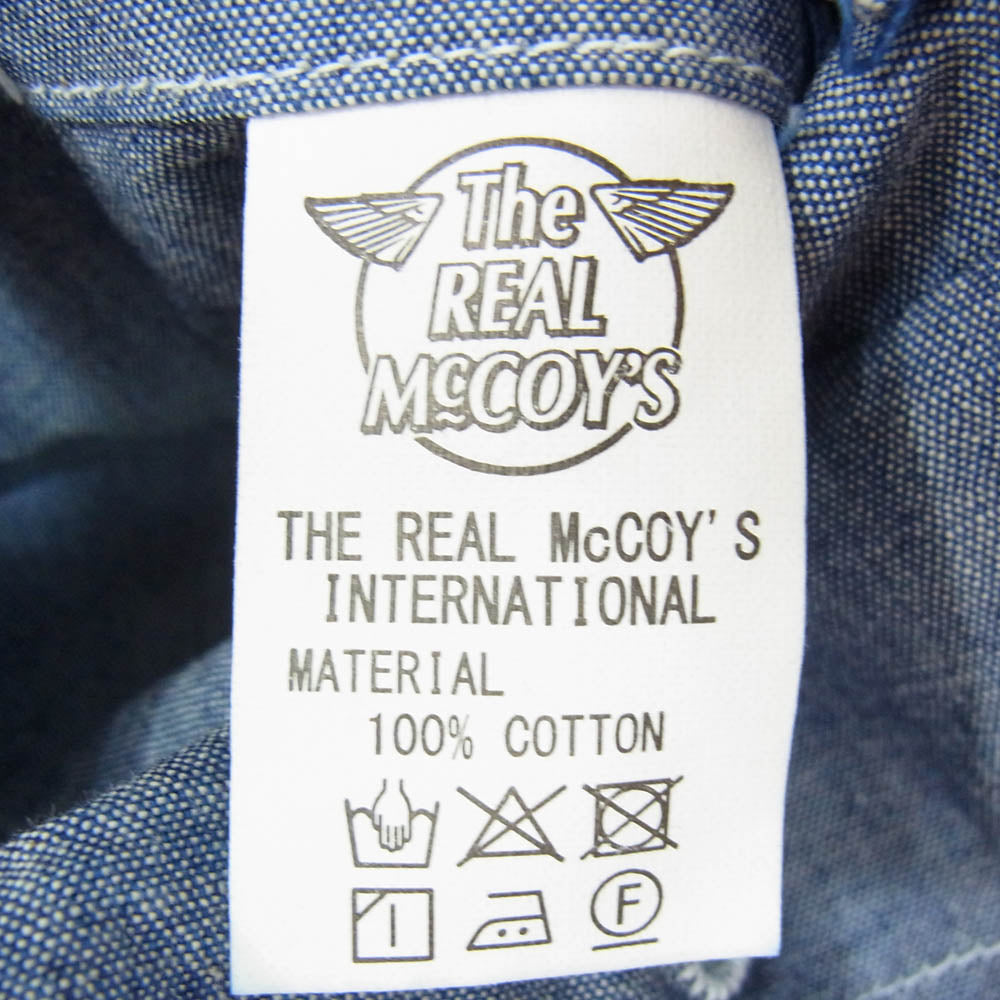 The
REAL
McCOY'S
THE REAL McCOY'S
INTERNATIONAL
MATERIAL
100% COTTON
F